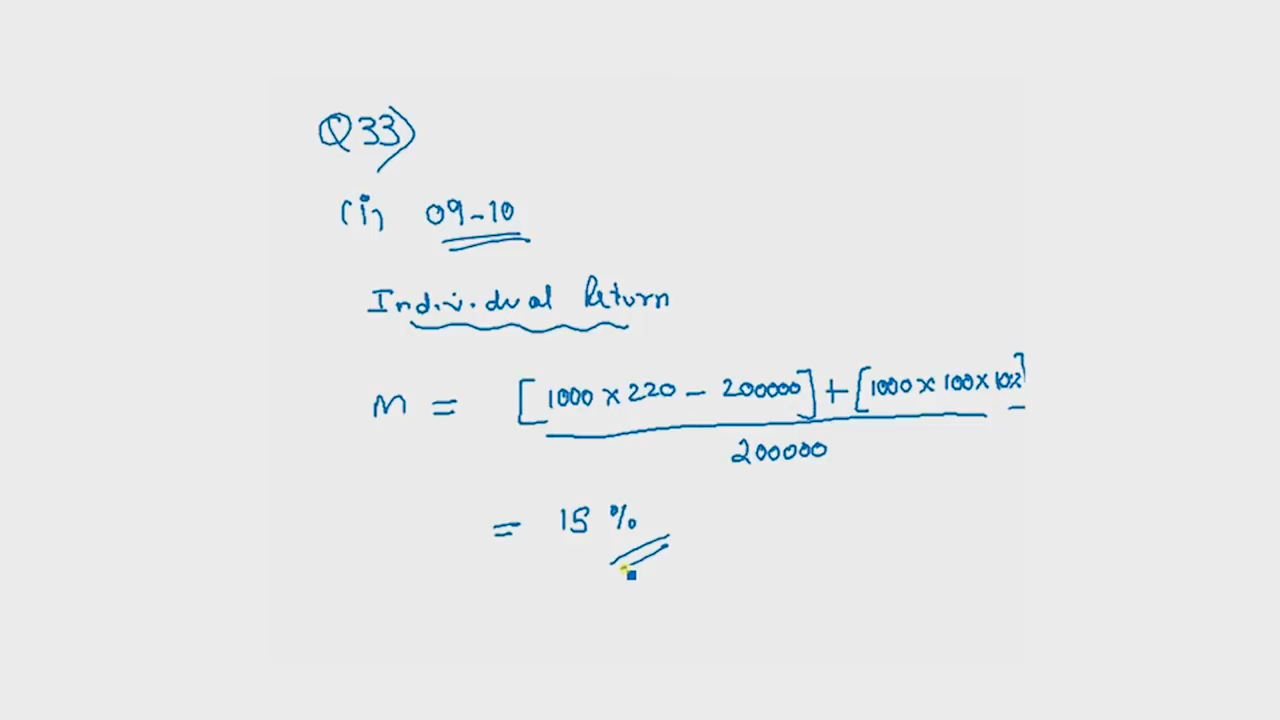 Q33)
(i) 09-10
Individual Return
M = [1000 × 220 - 200000] + [1000 × 100 × 10%]
200000
= 15 %